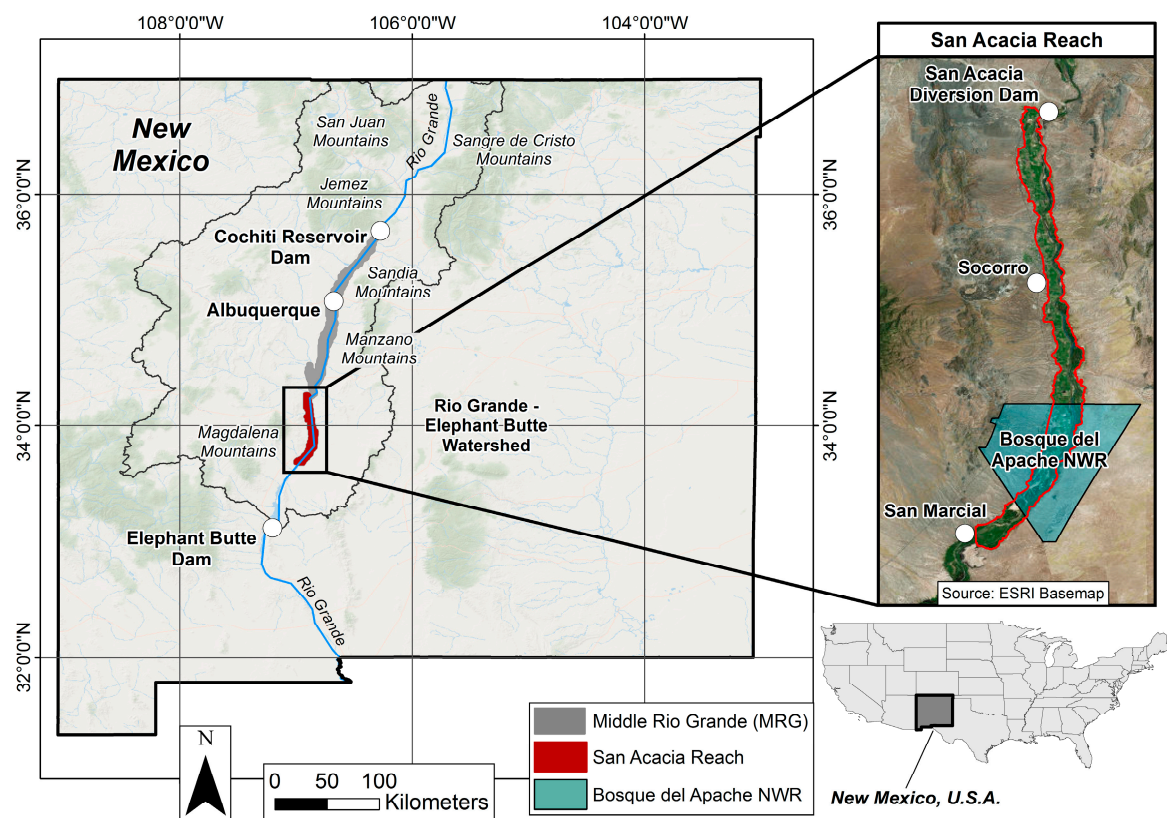 108°0'0"W
106°0'0"W
104°0'0"W
36°0'0"N
34°0'0"N
32°0'0"N
36°0'0"N
34°0'0"N
32°0'0"N
New
Mexico
San Juan
Mountains
Rio Grande
Sangre de Cristo
Mountains
Jemez
Mountains
Cochiti Reservoir
Dam
Sandia
Mountains
Albuquerque
Manzano
Mountains
Magdalena
Mountains
Rio Grande -
Elephant Butte
Watershed
Elephant Butte
Dam
Rio Grande
N
0 50 100
Kilometers
Middle Rio Grande (MRG)
San Acacia Reach
Bosque del Apache NWR
San Acacia Reach
San Acacia
Diversion Dam
Socorro
Bosque del
Apache NWR
San Marcial
Source: ESRI Basemap
New Mexico, U.S.A.